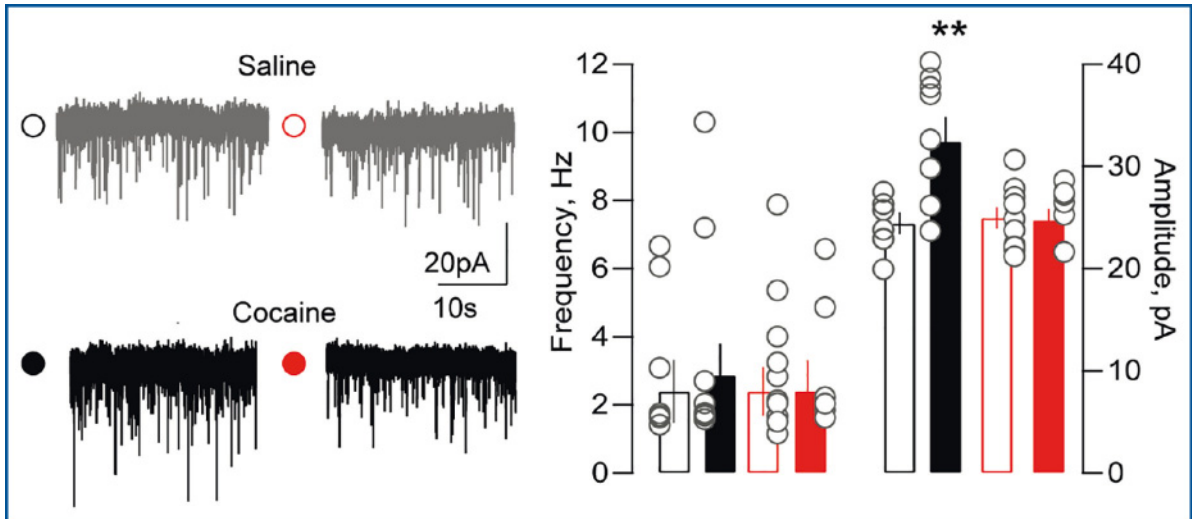 Saline
20pA
10s
Cocaine
**
Frequency, Hz
12
10
8
6
4
2
0
40
30
20
10
0
Amplitude, pA